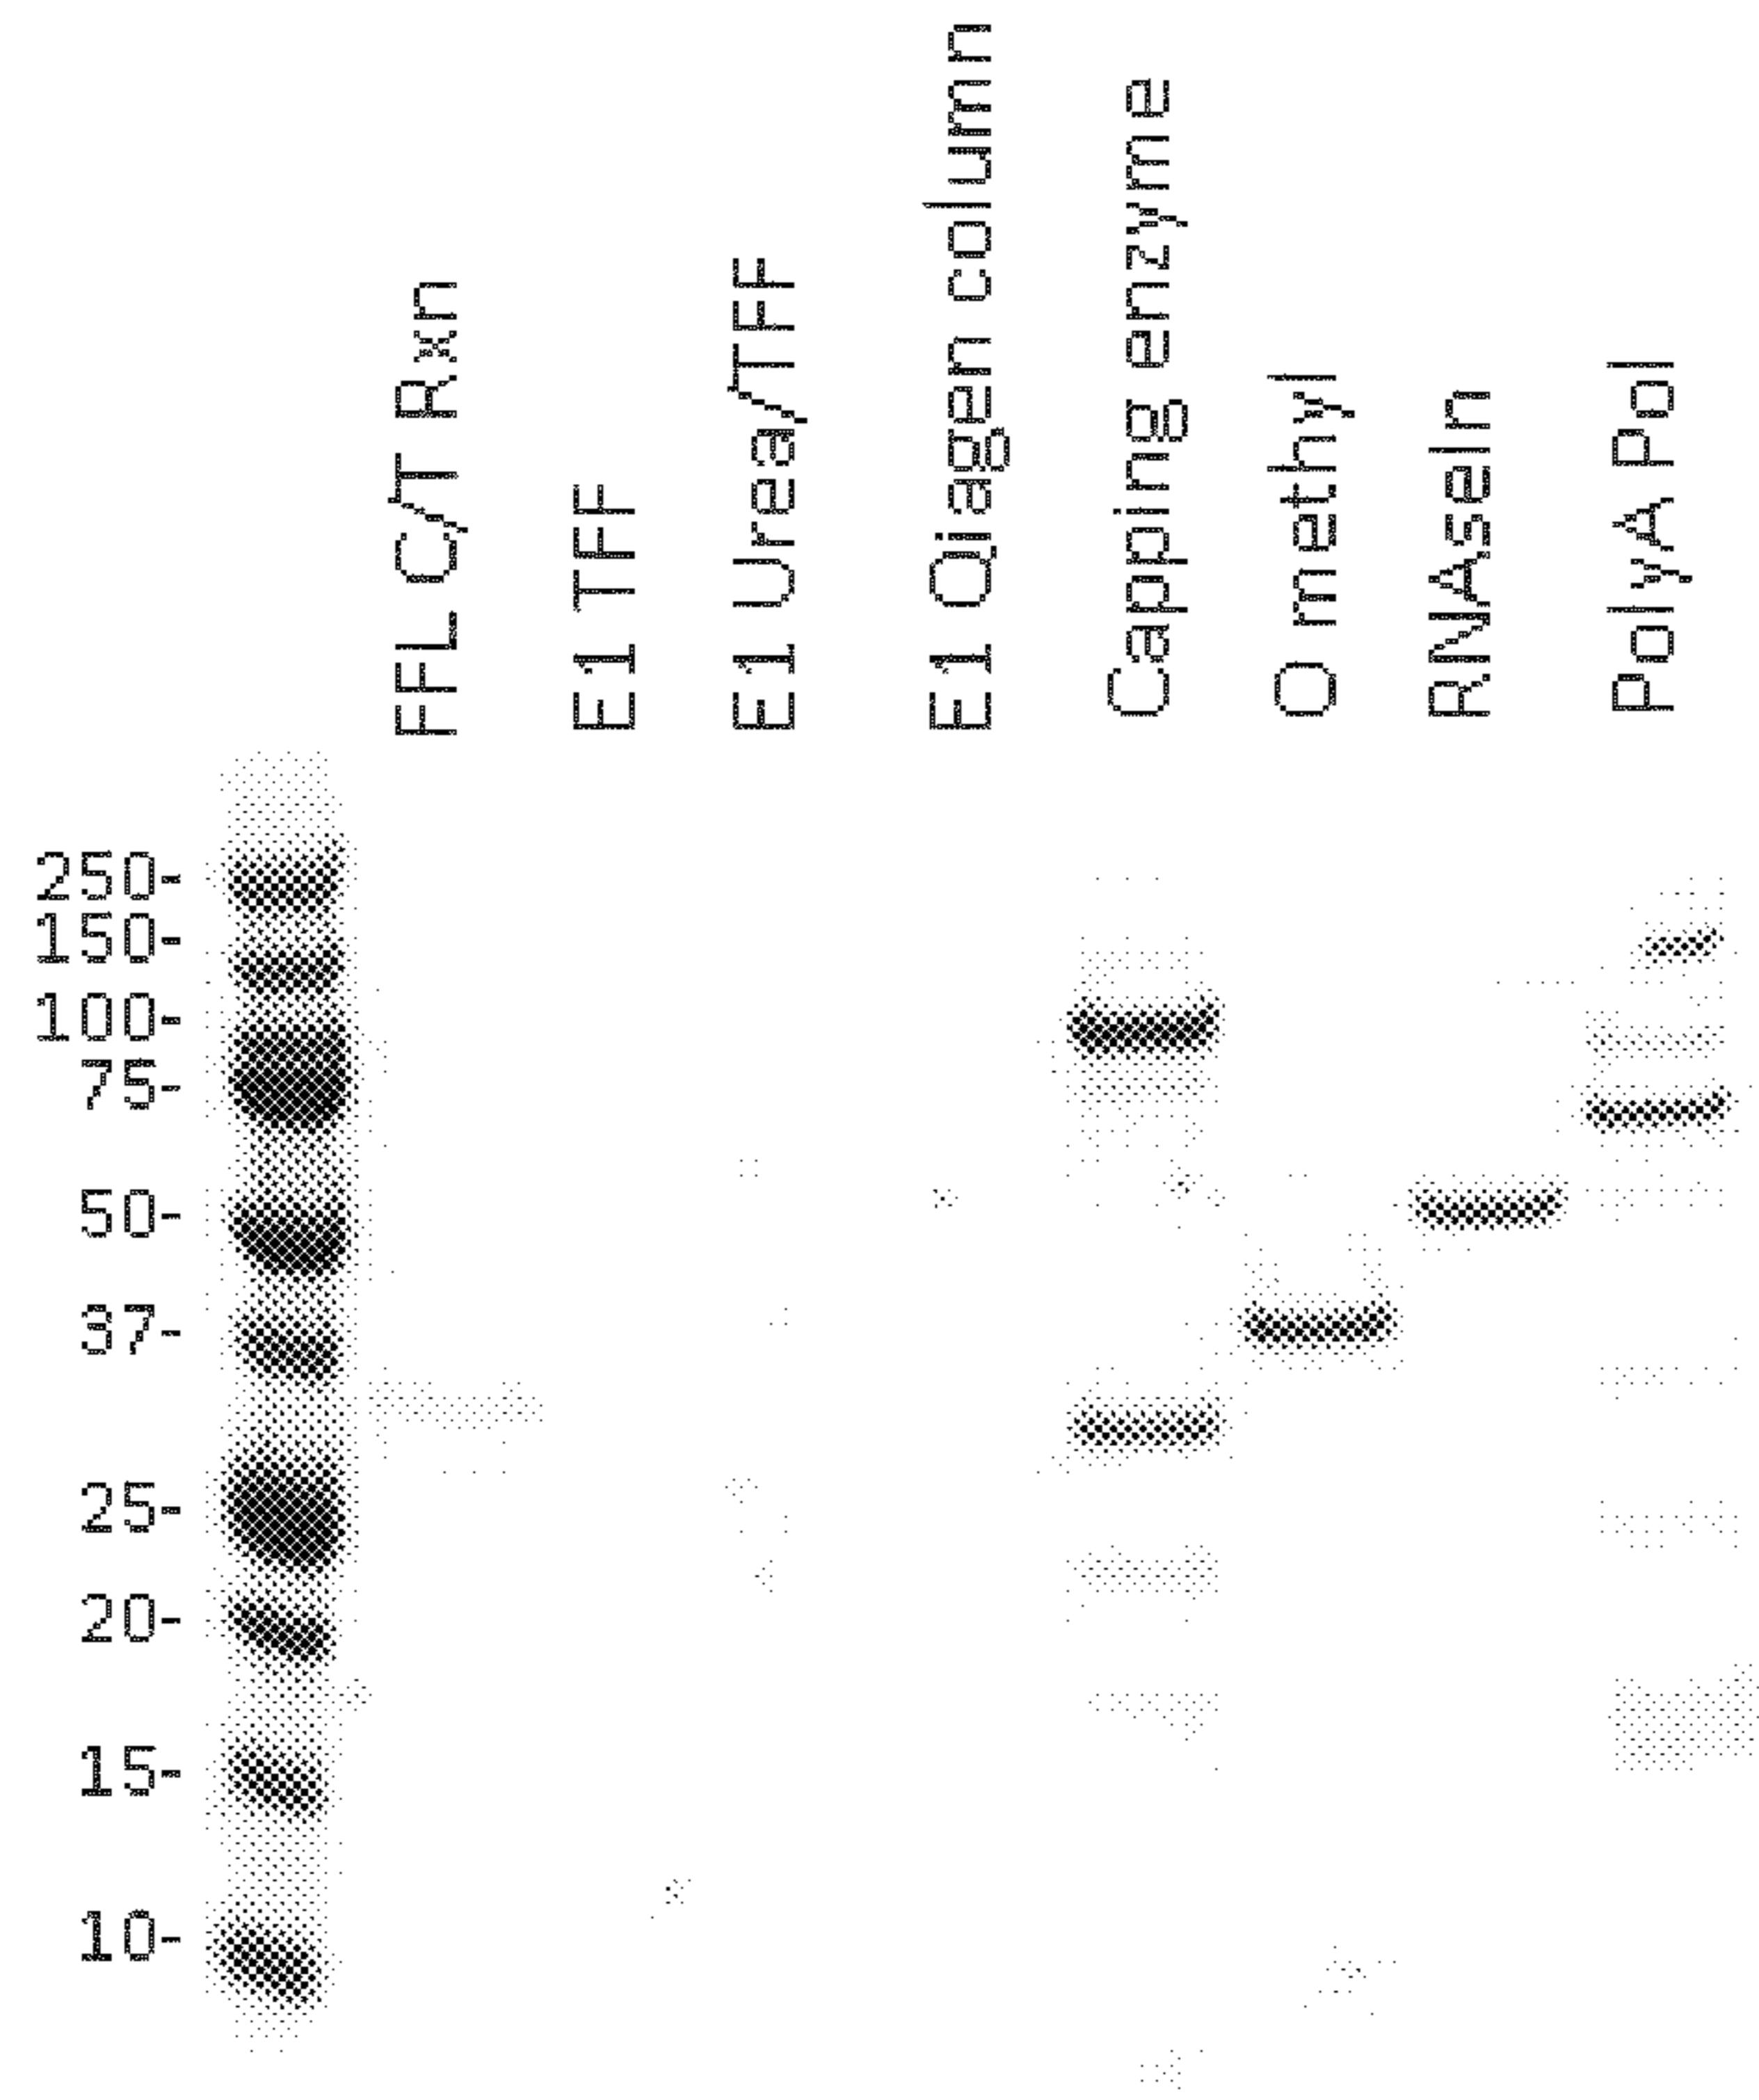 FFL C/T Rxn
E1 TFF
E1 Urea/TFF
E1 Qiagen column
Capping enzyme
O methyl
RNAseIn
PolyA Pol
250-
150-
100-
75-
50-
37-
25-
20-
15-
10-